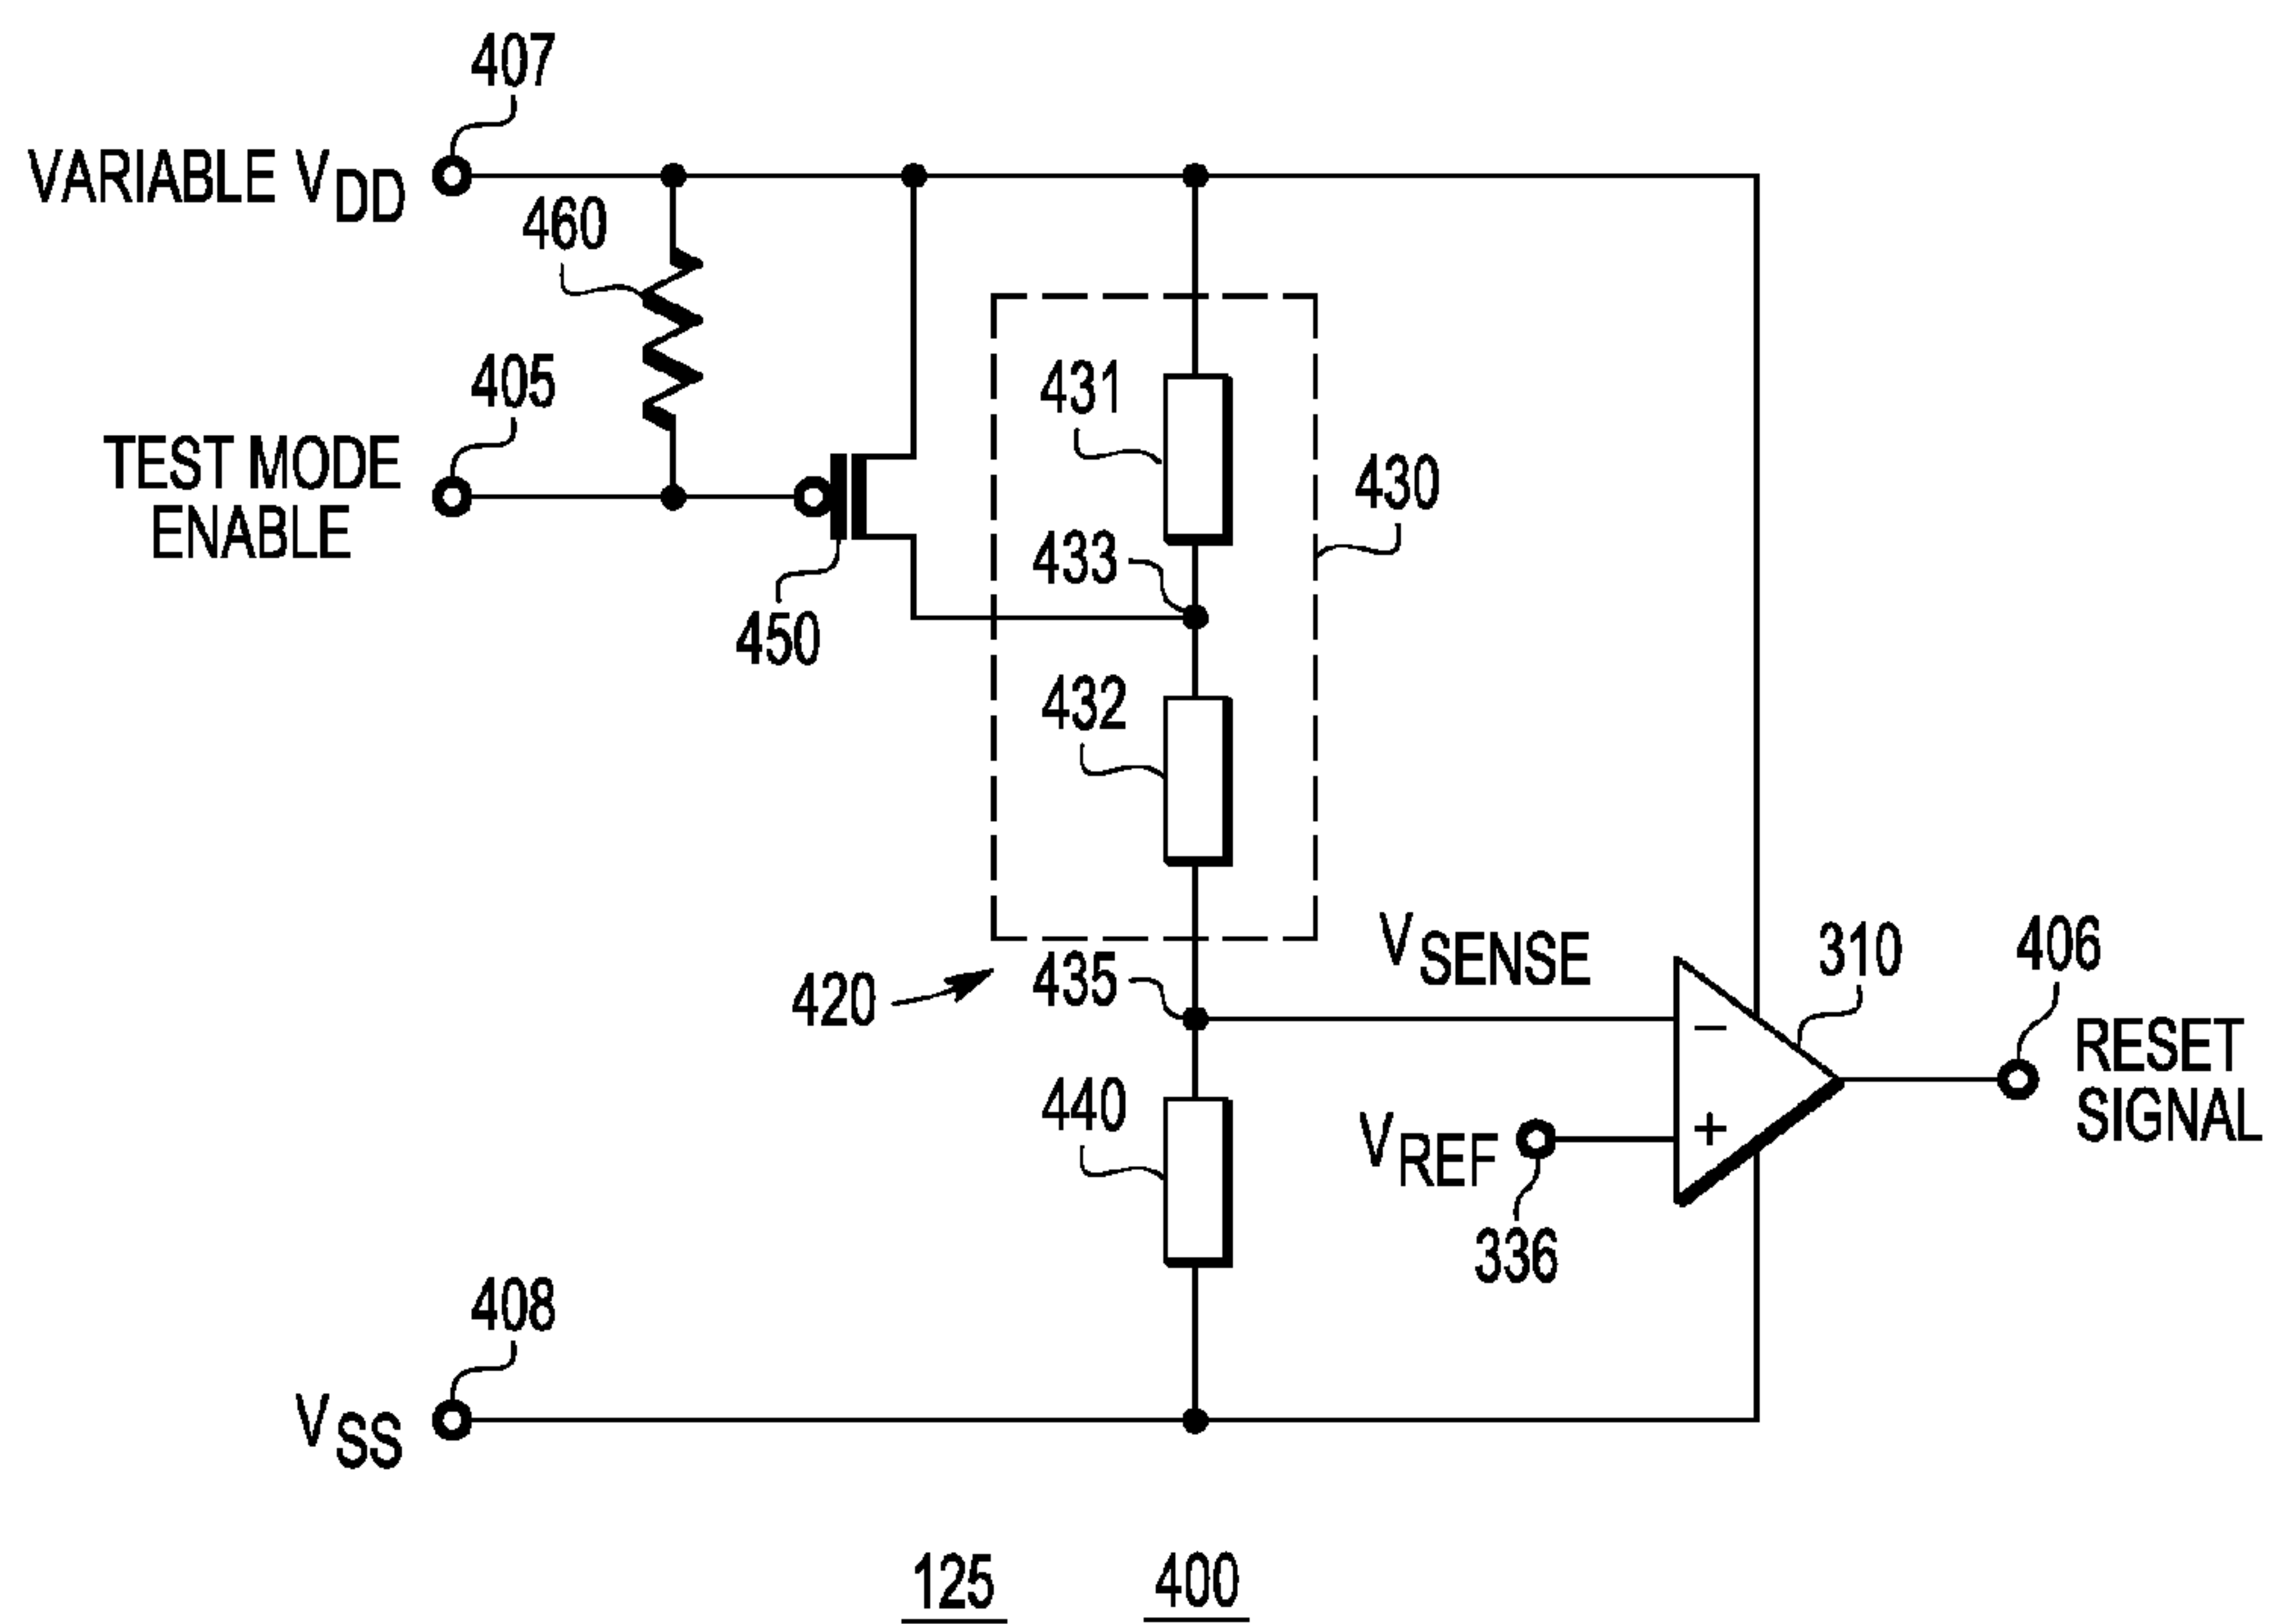 407
VARIABLE VDD
460
405
TEST MODE
ENABLE
431
430
433
450
432
VSENSE
310
406
420
435
RESET
SIGNAL
440
VREF
336
408
VSS
125
400
−
+